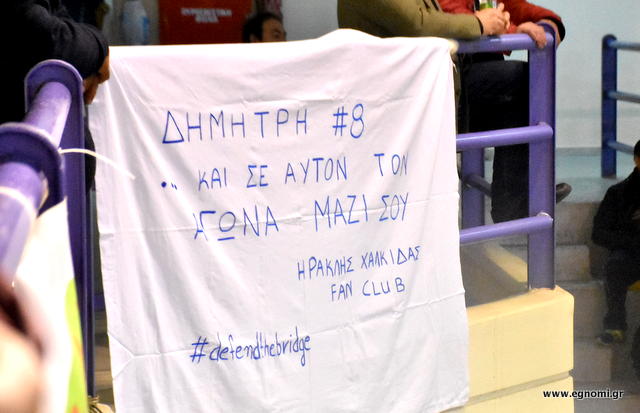 ΔΗΜΗΤΡΗ #8
... ΚΑΙ ΣΕ ΑΥΤΟΝ ΤΟΝ
ΑΓΩΝΑ ΜΑΖΙ ΣΟΥ
ΗΡΑΚΛΗΣ ΧΑΛΚΙΔΑΣ
FAN CLUB
#defendthebridge
www.egnomi.gr